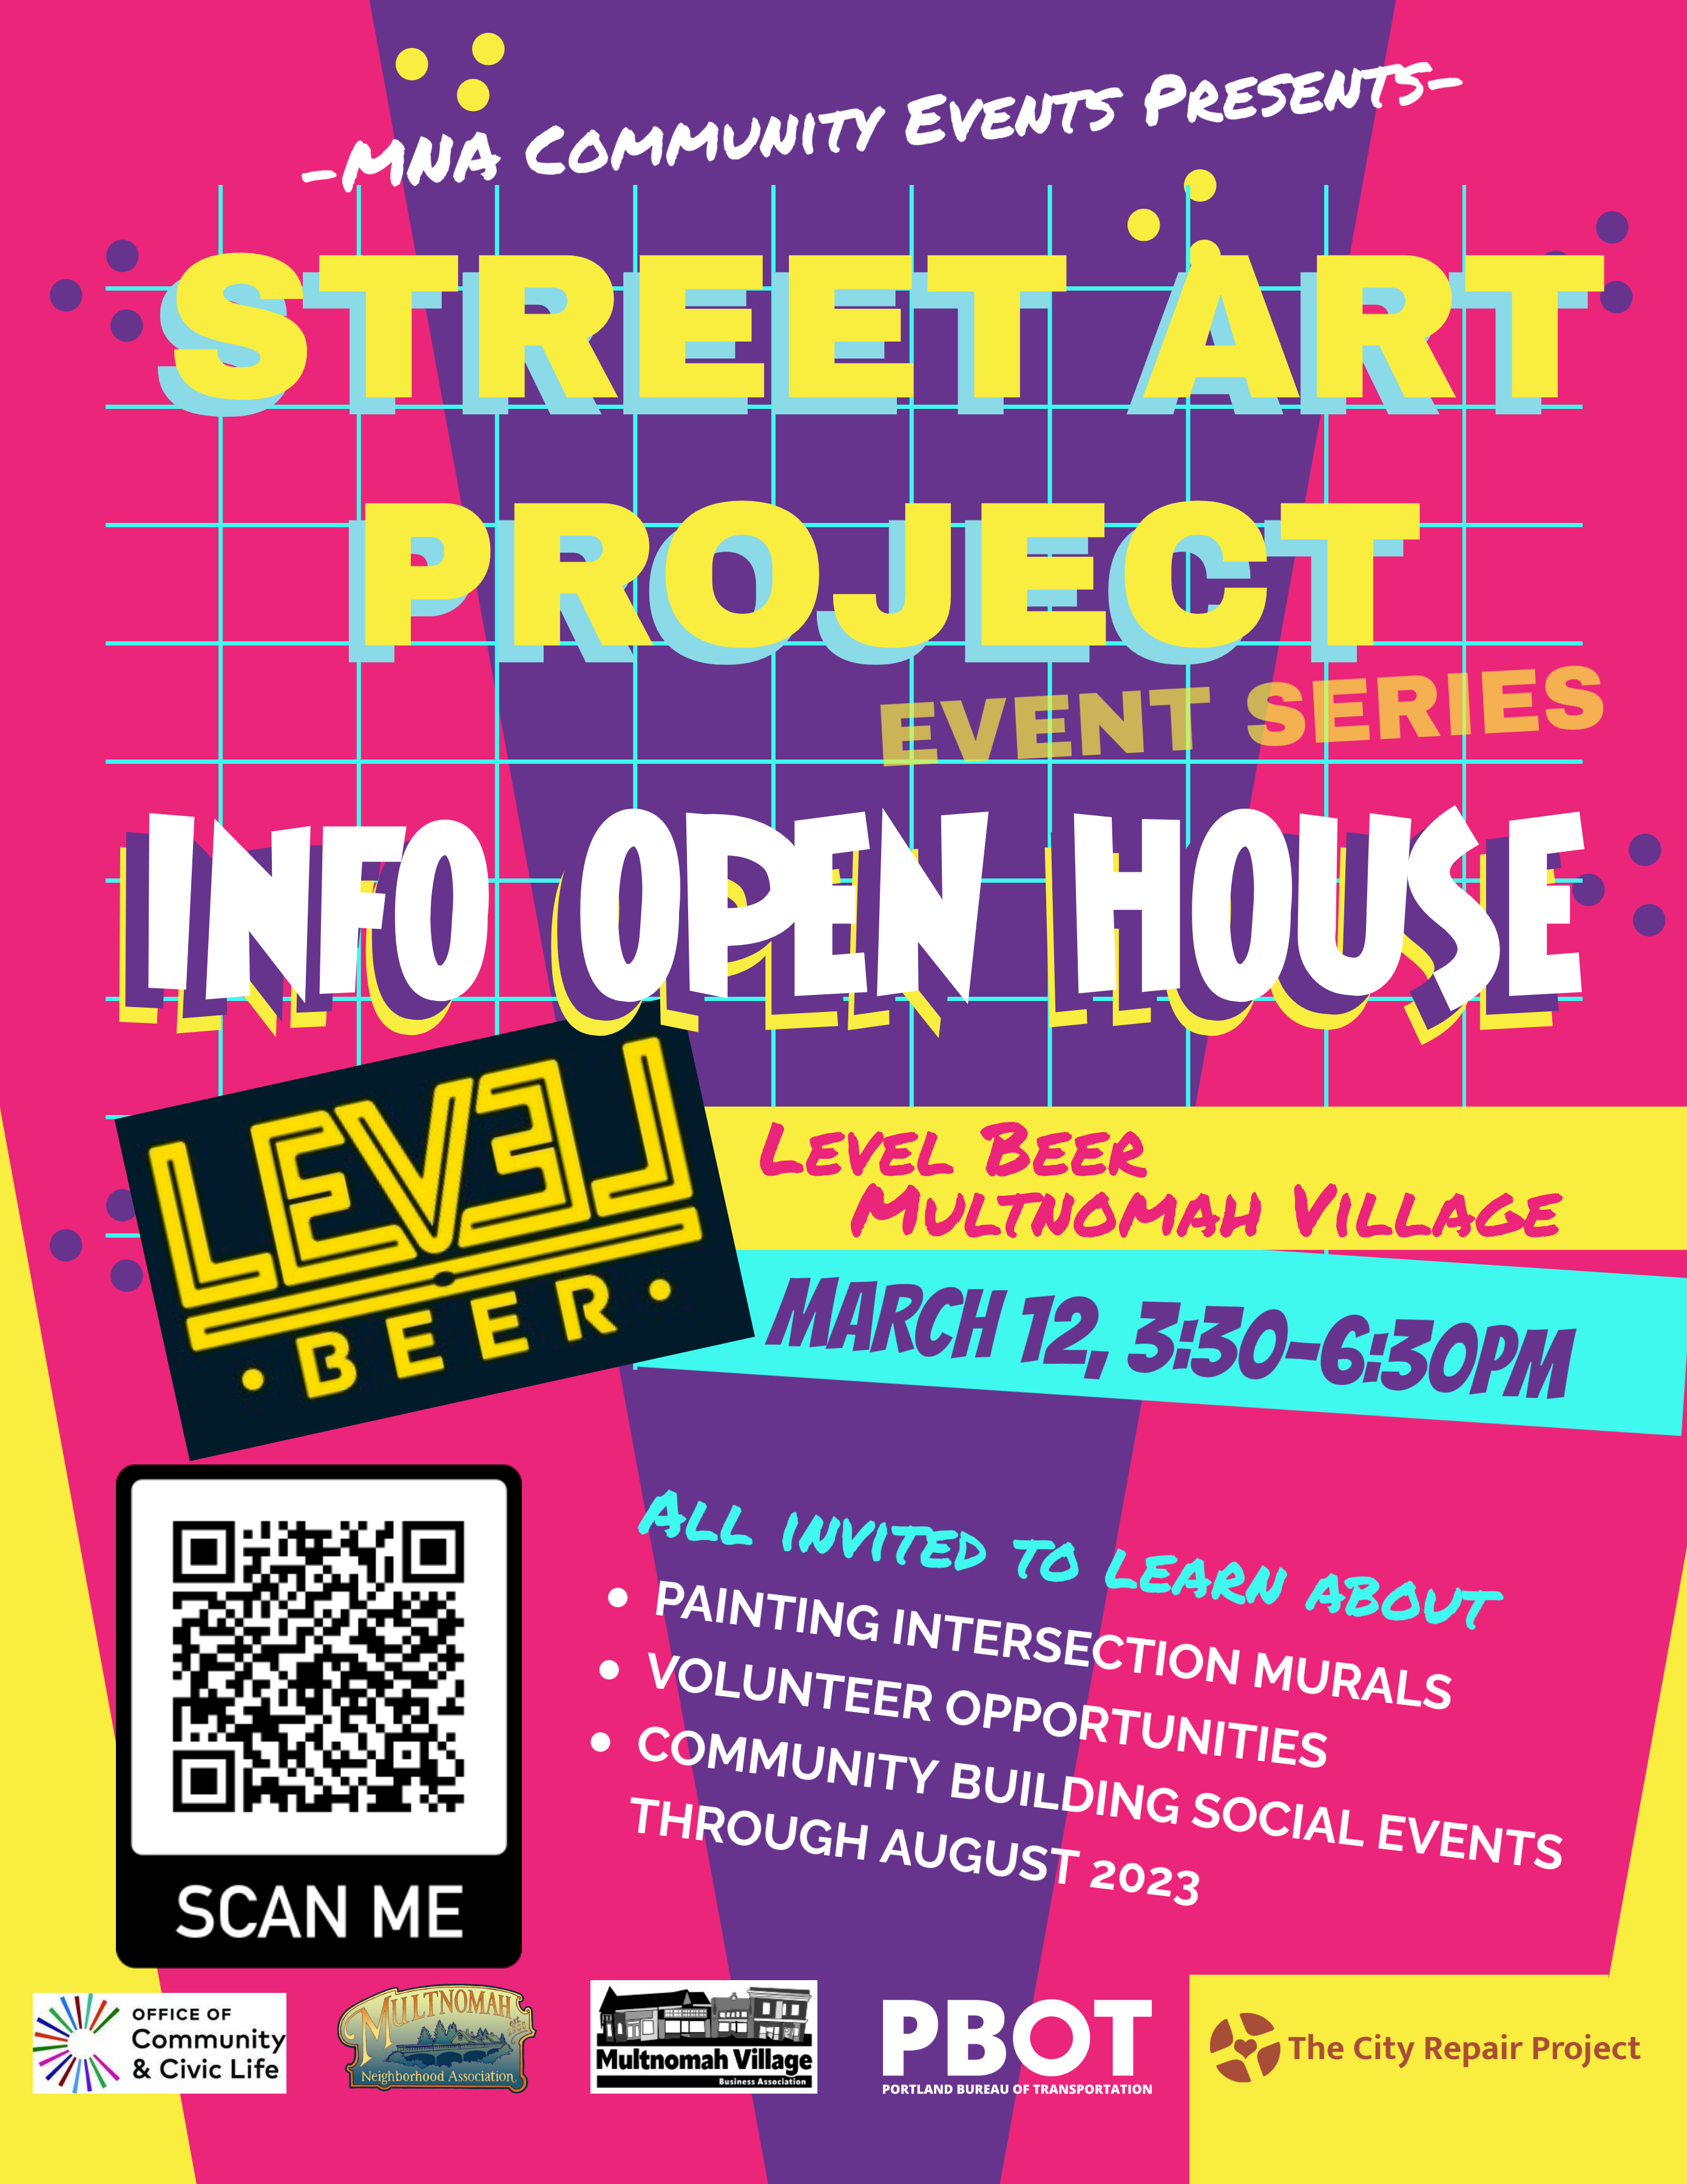 -MNA Community Events Presents-
STREET ART
PROJECT
EVENT SERIES
INFO OPEN HOUSE
LEVEL
• BEER •
Level Beer
Multnomah Village
MARCH 12, 3:30-6:30PM
SCAN ME
All invited to learn about
• PAINTING INTERSECTION MURALS
• VOLUNTEER OPPORTUNITIES
• COMMUNITY BUILDING SOCIAL EVENTS
THROUGH AUGUST 2023
OFFICE OF
Community
& Civic Life
MULTNOMAH
Neighborhood Association
Multnomah Village
Business Association
PBOT
PORTLAND BUREAU OF TRANSPORTATION
The City Repair Project